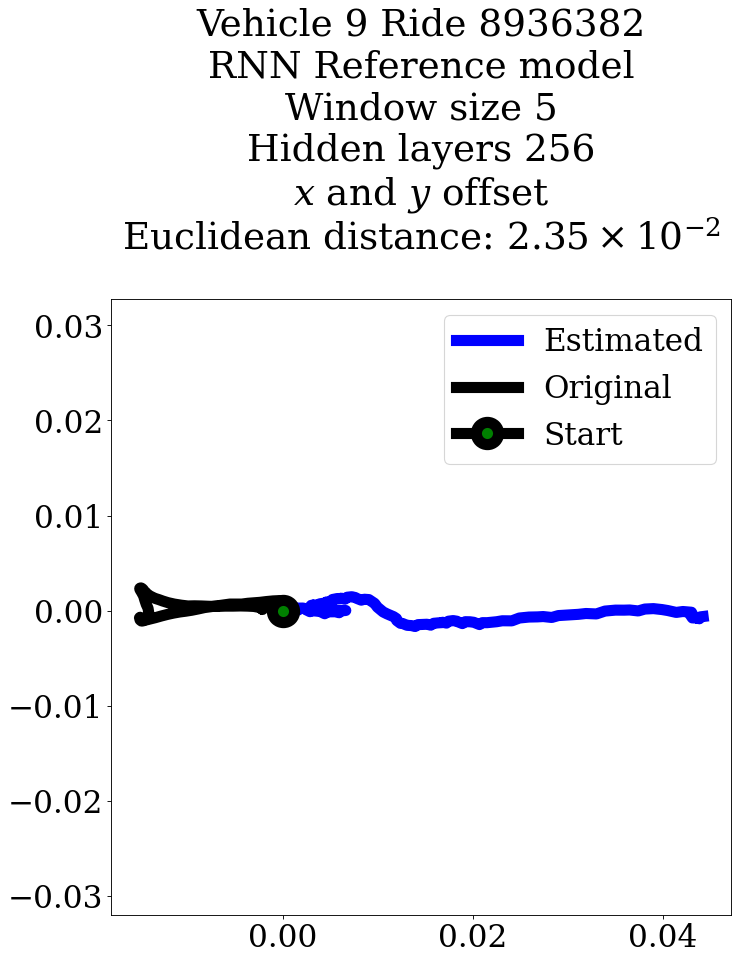 Vehicle 9 Ride 8936382
RNN Reference model
Window size 5
Hidden layers 256
x and y offset
Euclidean distance: 2.35 × 10⁻²
Estimated
Original
Start
0.03
0.02
0.01
0.00
−0.01
−0.02
−0.03
0.00 0.02 0.04